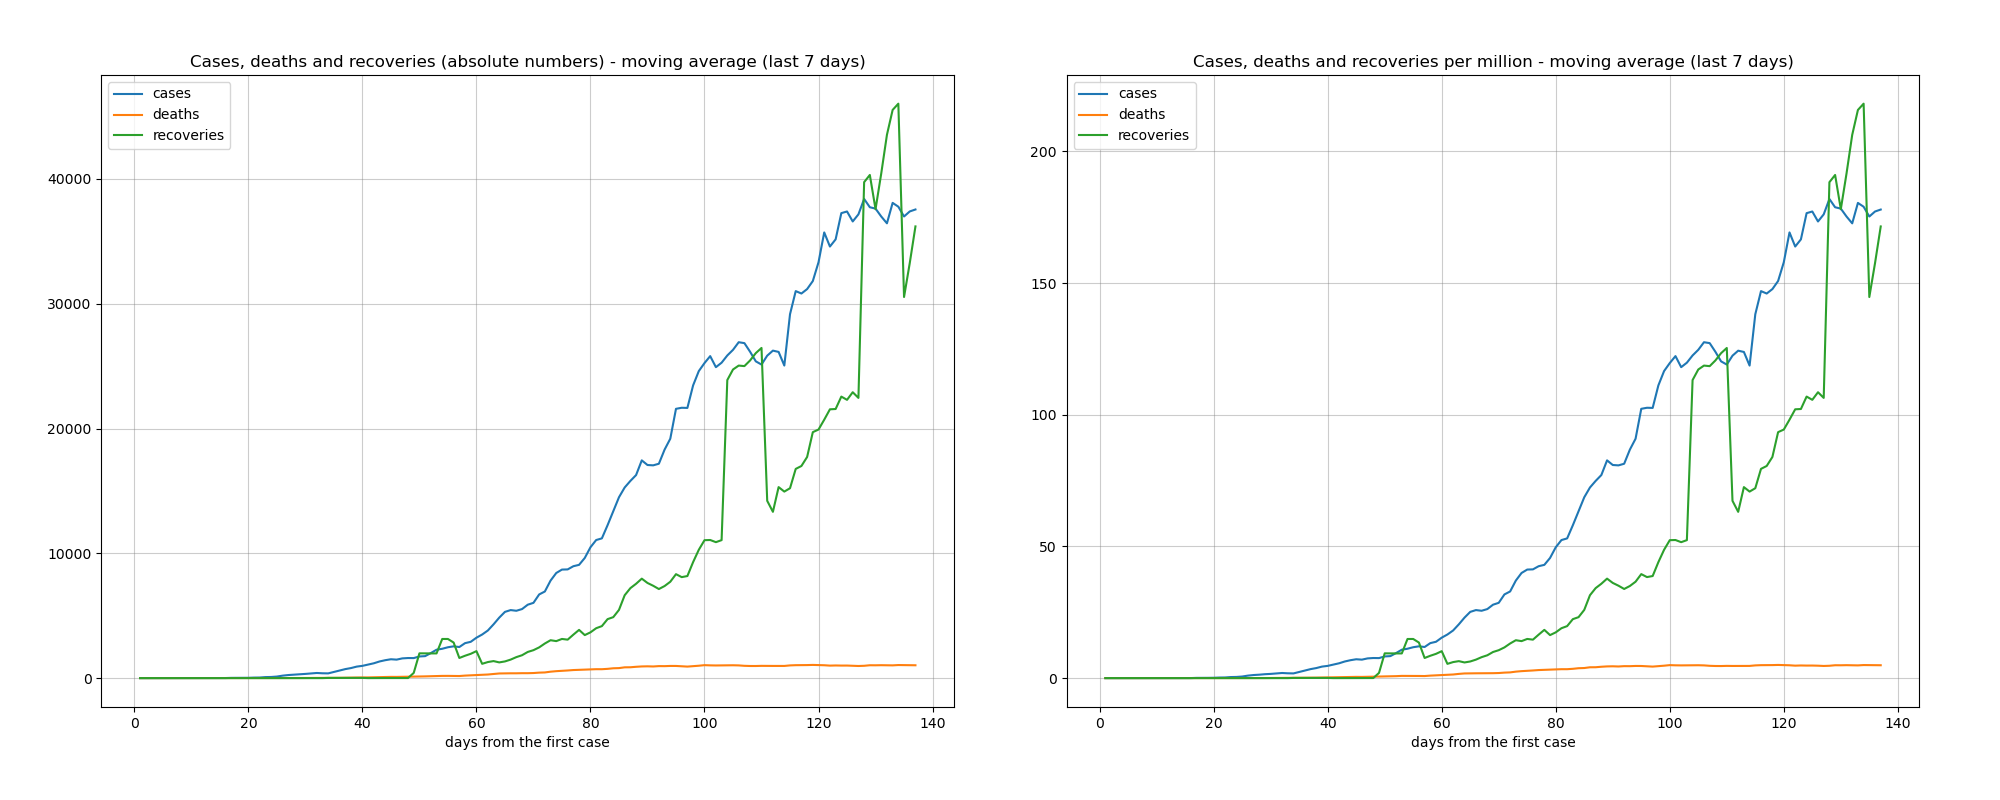 Cases, deaths and recoveries (absolute numbers) - moving average (last 7 days)
cases
deaths
recoveries
40000
30000
20000
10000
0
0 20 40 60 80 100 120 140
days from the first case
Cases, deaths and recoveries per million - moving average (last 7 days)
cases
deaths
recoveries
200
150
100
50
0
0 20 40 60 80 100 120 140
days from the first case